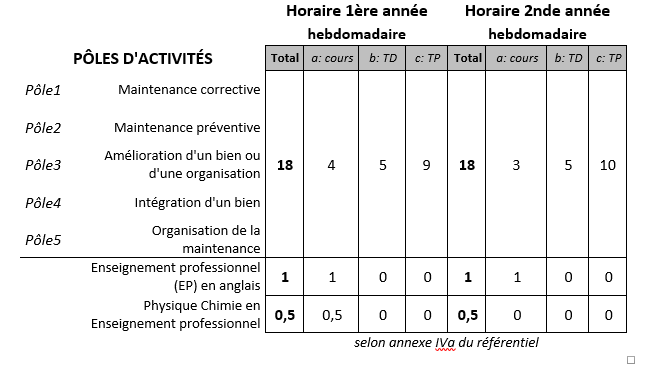 Horaire 1ère année Horaire 2nde année
hebdomadaire hebdomadaire
PÔLES D'ACTIVITÉS Total a: cours b: TD c: TP Total a: cours b: TD c: TP
Pôle1 Maintenance corrective
Pôle2 Maintenance préventive
Pôle3 Amélioration d'un bien ou
d'une organisation 18 4 5 9 18 3 5 10
Pôle4 Intégration d'un bien
Pôle5 Organisation de la
maintenance
Enseignement professionnel
(EP) en anglais 1 1 0 0 1 1 0 0
Physique Chimie en
Enseignement professionnel 0,5 0,5 0 0 0,5 0 0 0
selon annexe IVa du référentiel